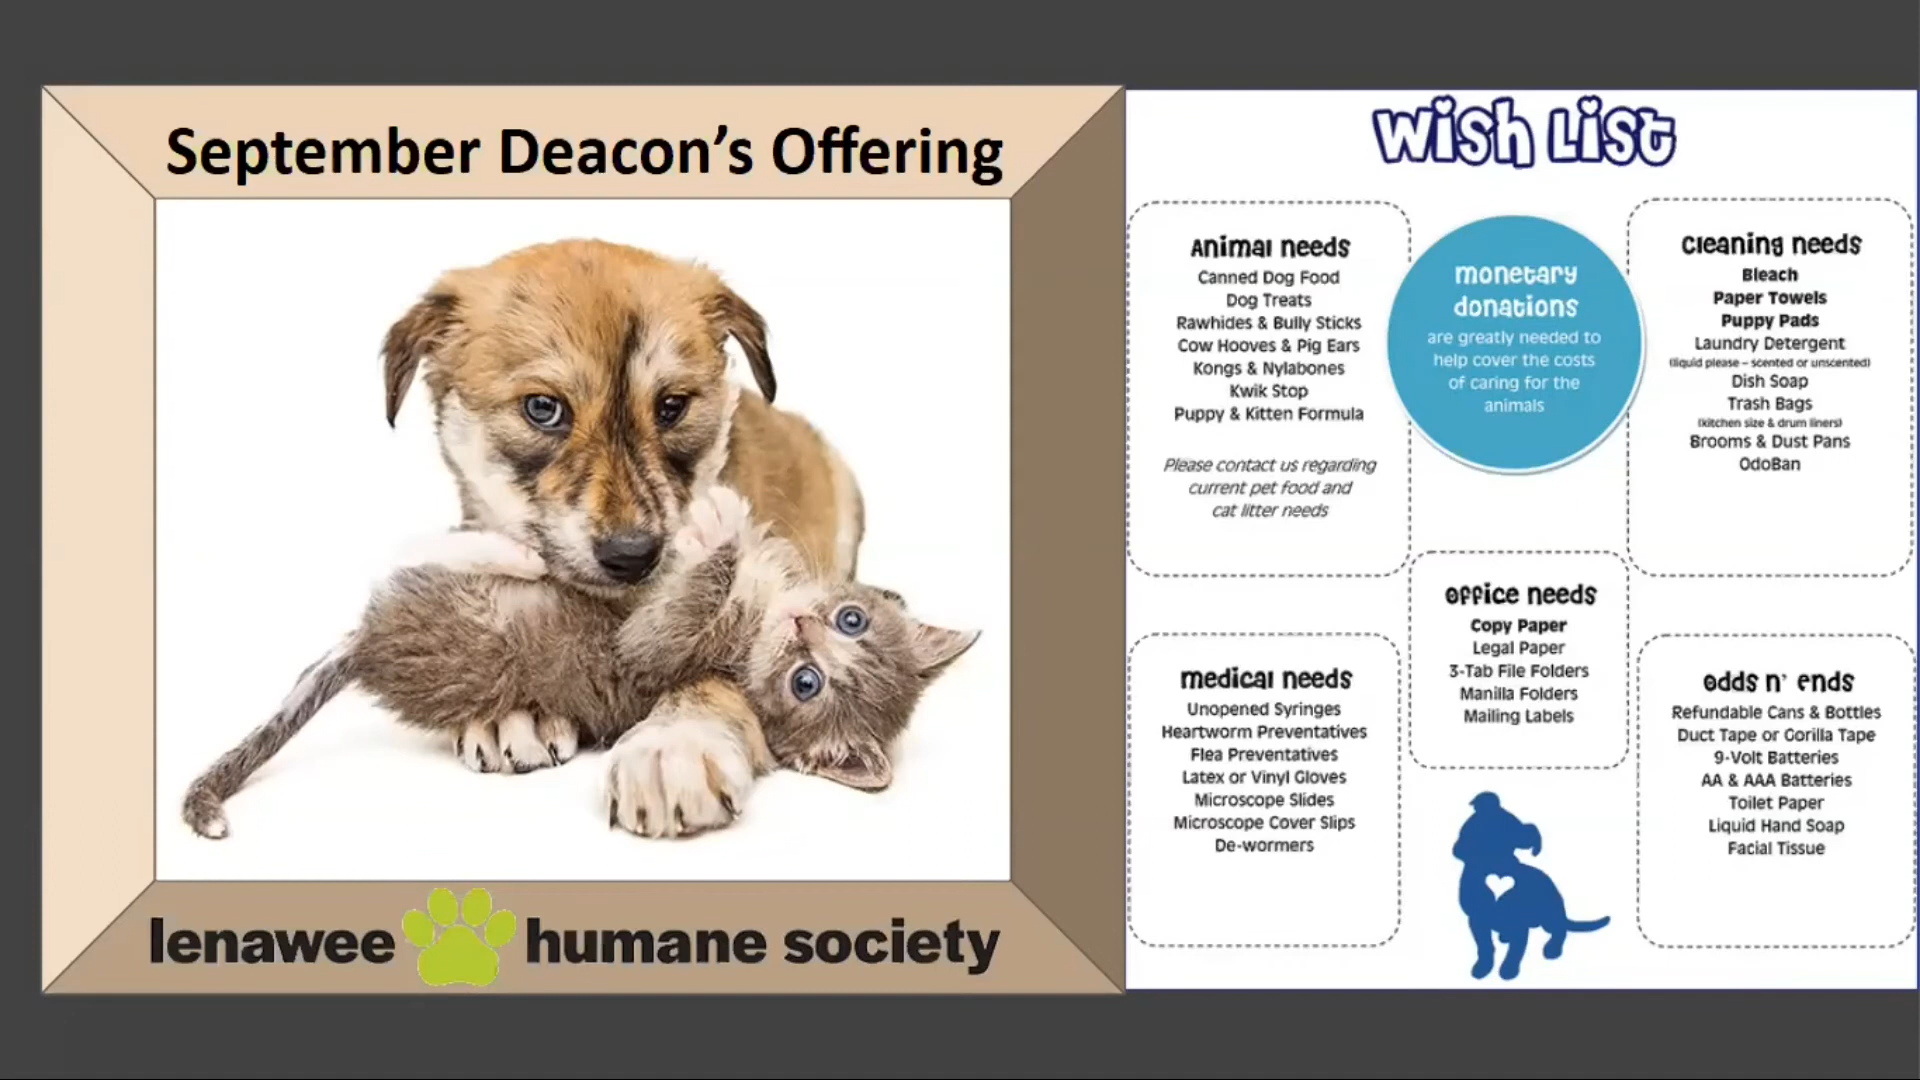 September Deacon's Offering
lenawee humane society
Wish List
Animal needs
Canned Dog Food
Dog Treats
Rawhides & Bully Sticks
Cow Hooves & Pig Ears
Kongs & Nylabones
Kwik Stop
Puppy & Kitten Formula
Please contact us regarding
current pet food and
cat litter needs
monetary
donations
are greatly needed to
help cover the costs
of caring for the
animals
Cleaning needs
Bleach
Paper Towels
Puppy Pads
Laundry Detergent
(liquid please – scented or unscented)
Dish Soap
Trash Bags
(kitchen size & drum liners)
Brooms & Dust Pans
OdoBan
Office needs
Copy Paper
Legal Paper
3-Tab File Folders
Manilla Folders
Mailing Labels
medical needs
Unopened Syringes
Heartworm Preventatives
Flea Preventatives
Latex or Vinyl Gloves
Microscope Slides
Microscope Cover Slips
De-wormers
Odds n' ends
Refundable Cans & Bottles
Duct Tape or Gorilla Tape
9-Volt Batteries
AA & AAA Batteries
Toilet Paper
Liquid Hand Soap
Facial Tissue